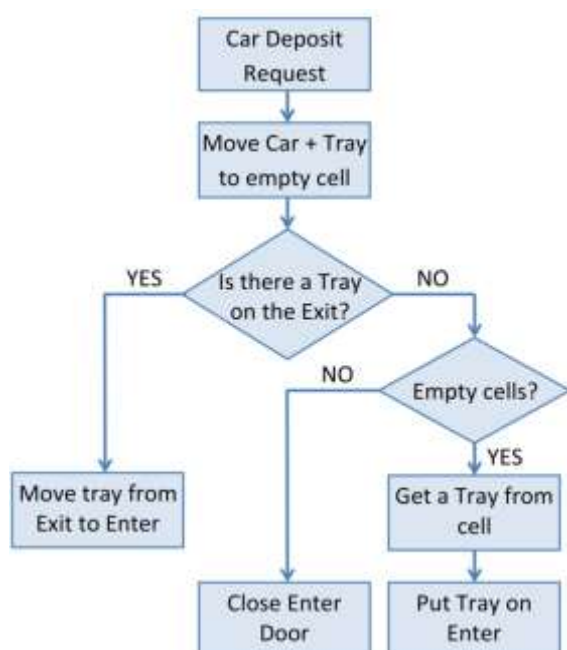 Car Deposit
Request
Move Car + Tray
to empty cell
YES
Is there a Tray
on the Exit?
NO
NO
Empty cells?
YES
Move tray from
Exit to Enter
Get a Tray from
cell
Close Enter
Door
Put Tray on
Enter